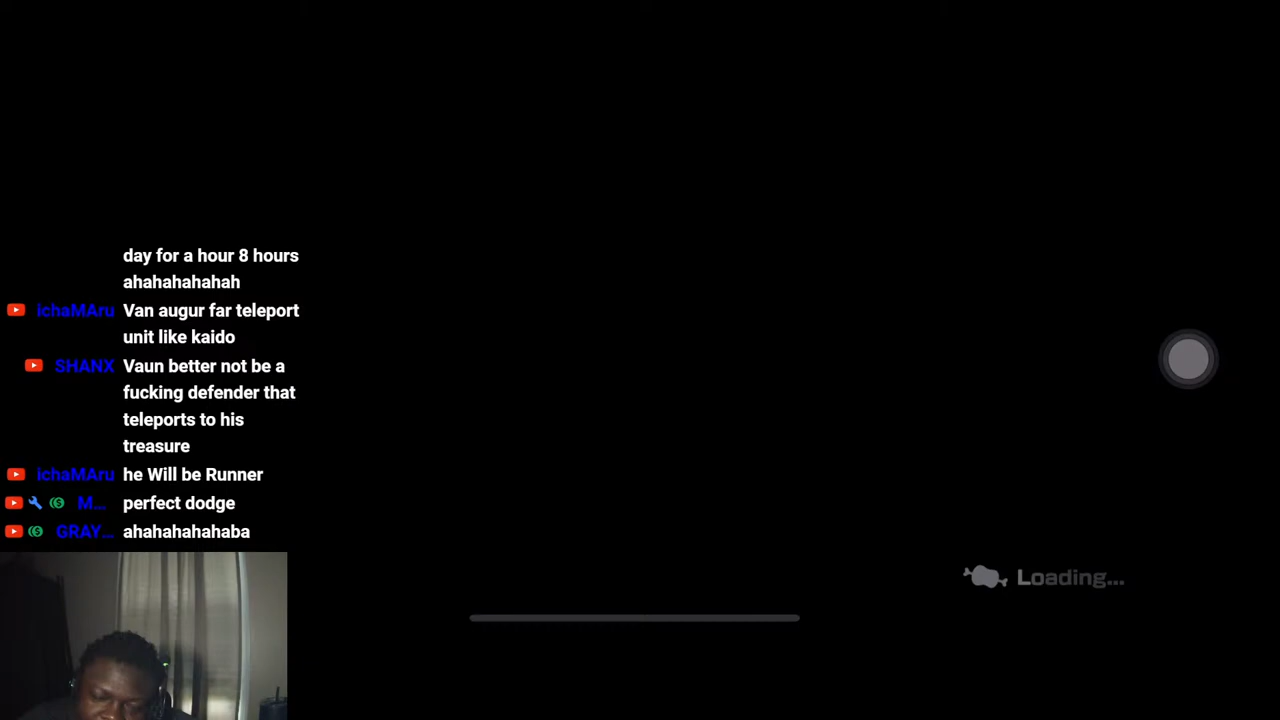 day for a hour 8 hours
ahahahahahah
ichaMAru Van augur far teleport
unit like kaido
SHANX Vaun better not be a
fucking defender that
teleports to his
treasure
ichaMAru he Will be Runner
M... perfect dodge
GRAY... ahahahahahaba
Loading...